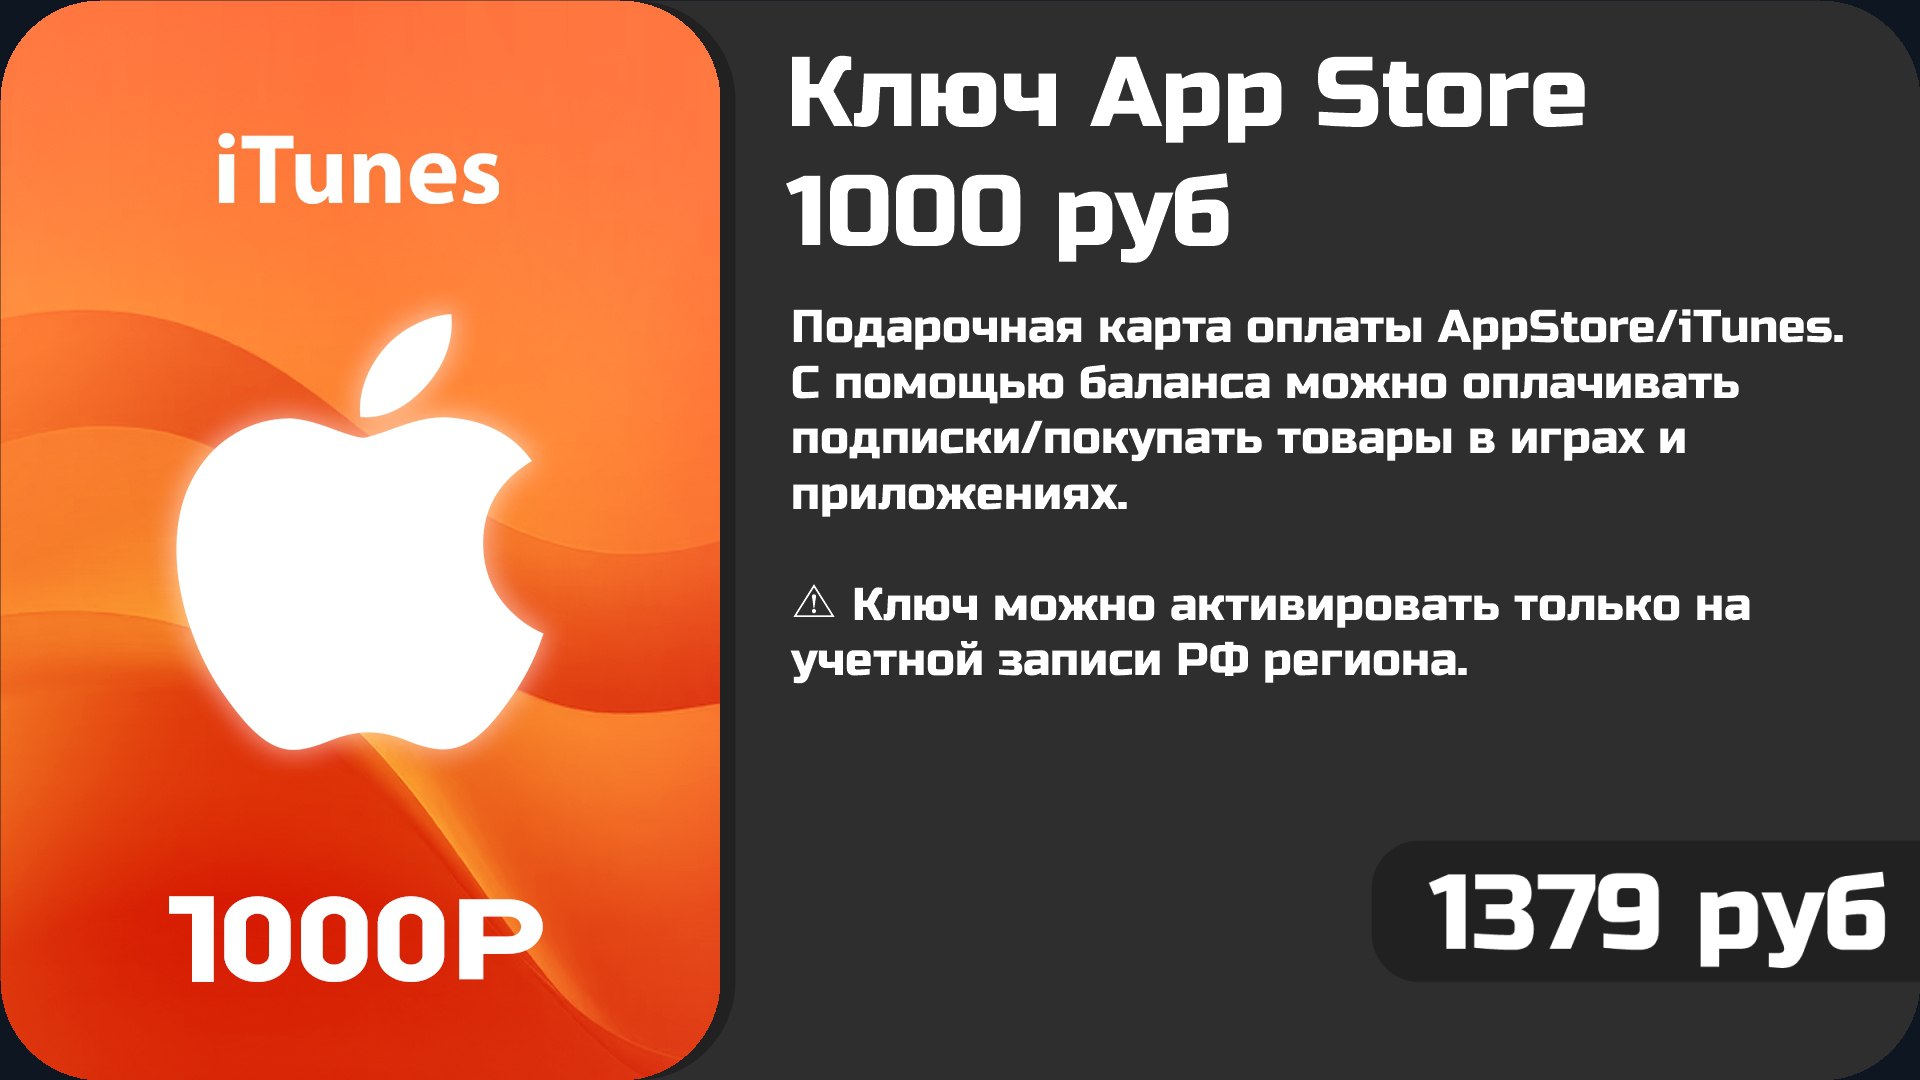 iTunes
1000Р
Ключ App Store
1000 руб
Подарочная карта оплаты AppStore/iTunes.
С помощью баланса можно оплачивать
подписки/покупать товары в играх и
приложениях.
⚠ Ключ можно активировать только на
учетной записи РФ региона.
1379 руб